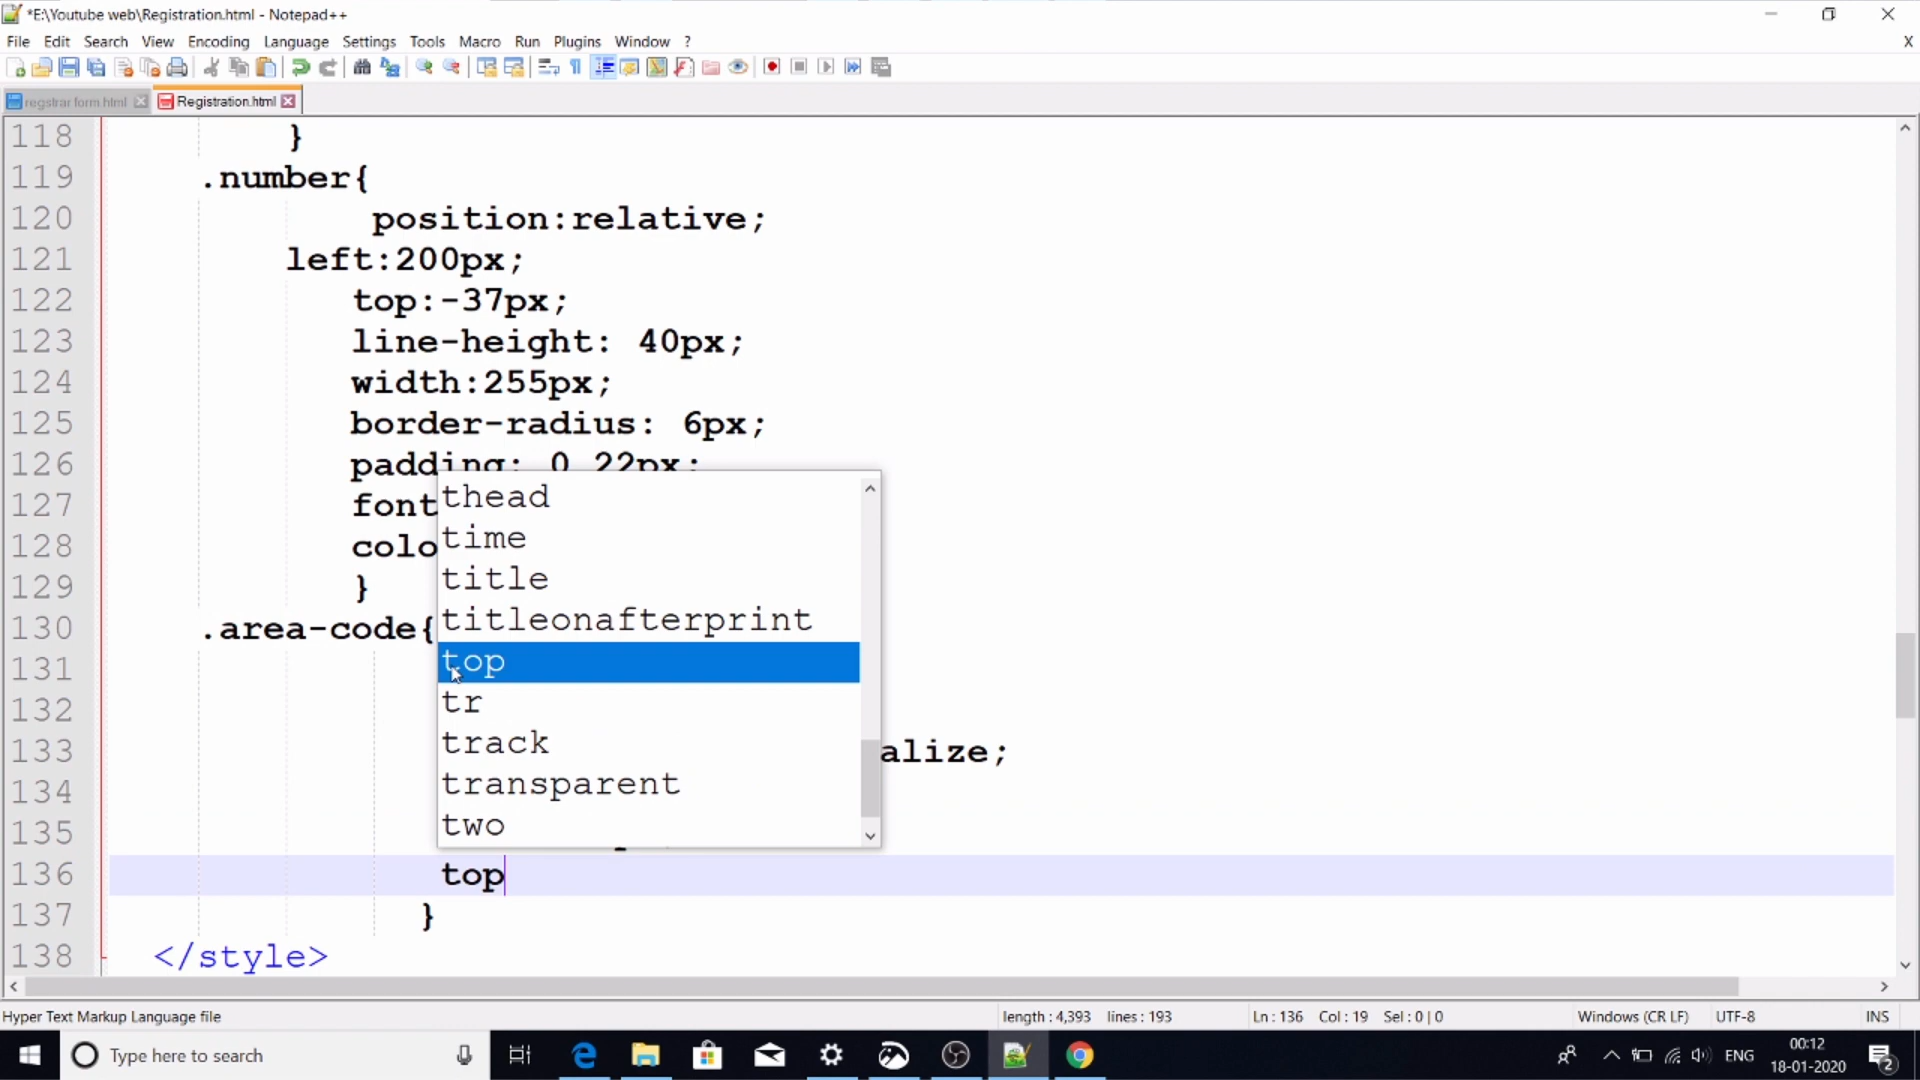 *E:\Youtube web\Registration.html - Notepad++
File Edit Search View Encoding Language Settings Tools Macro Run Plugins Window ? X
registrar form.html Registration.html
118 }
119 .number{
120 position:relative;
121 left:200px;
122 top:-37px;
123 line-height: 40px;
124 width:255px;
125 border-radius: 6px;
126 padding: 0 22px;
127 font
128 colo
129 }
130 .area-code{
131
132
133 alize;
134
135
136 top
137 }
138 </style>
thead
time
title
titleonafterprint
top
tr
track
transparent
two
Hyper Text Markup Language file length : 4,393 lines : 193 Ln : 136 Col : 19 Sel : 0 | 0 Windows (CR LF) UTF-8 INS
Type here to search ENG 00:12
18-01-2020 2